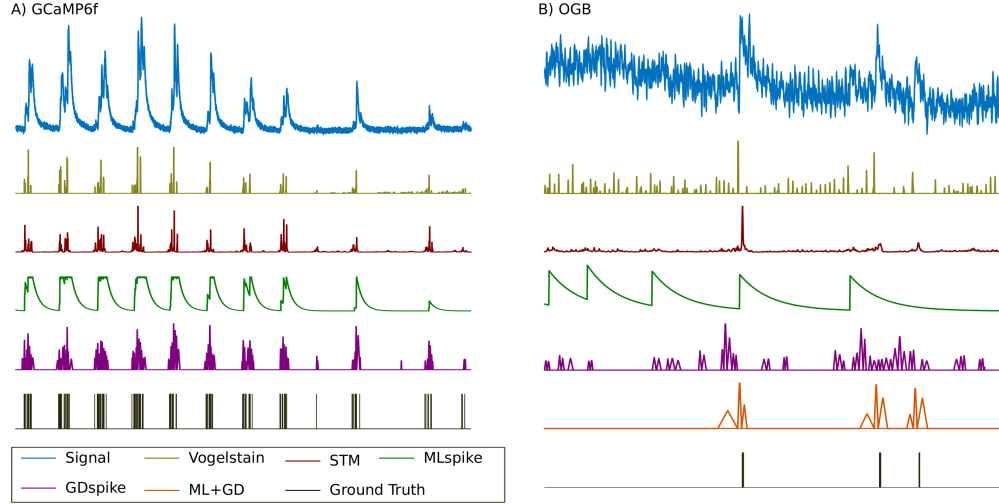 A) GCaMP6f
B) OGB
Signal
Vogelstain
STM
MLspike
GDspike
ML+GD
Ground Truth